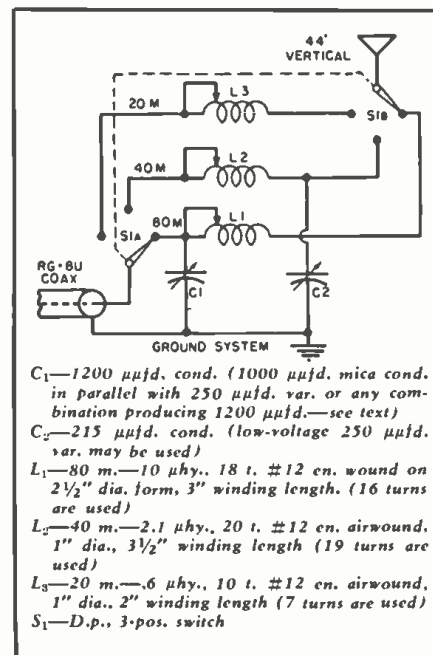 44'
VERTICAL
20 M
L3
S1B
40M
L2
80M
L1
S1A
RG-8U
COAX
C1
C2
GROUND SYSTEM
C₁—1200 μμfd. cond. (1000 μμfd. mica cond.
in parallel with 250 μμfd. var. or any com-
bination producing 1200 μμfd.—see text)
C₂—215 μμfd. cond. (low-voltage 250 μμfd.
var. may be used)
L₁—80 m.—10 μhy., 18 t. #12 en. wound on
2½" dia. form, 3" winding length. (16 turns
are used)
L₂—40 m.—2.1 μhy., 20 t. #12 en. airwound,
1" dia., 3½" winding length (19 turns are
used)
L₃—20 m.—.6 μhy., 10 t. #12 en. airwound,
1" dia., 2" winding length (7 turns are used)
S₁—D.p., 3-pos. switch